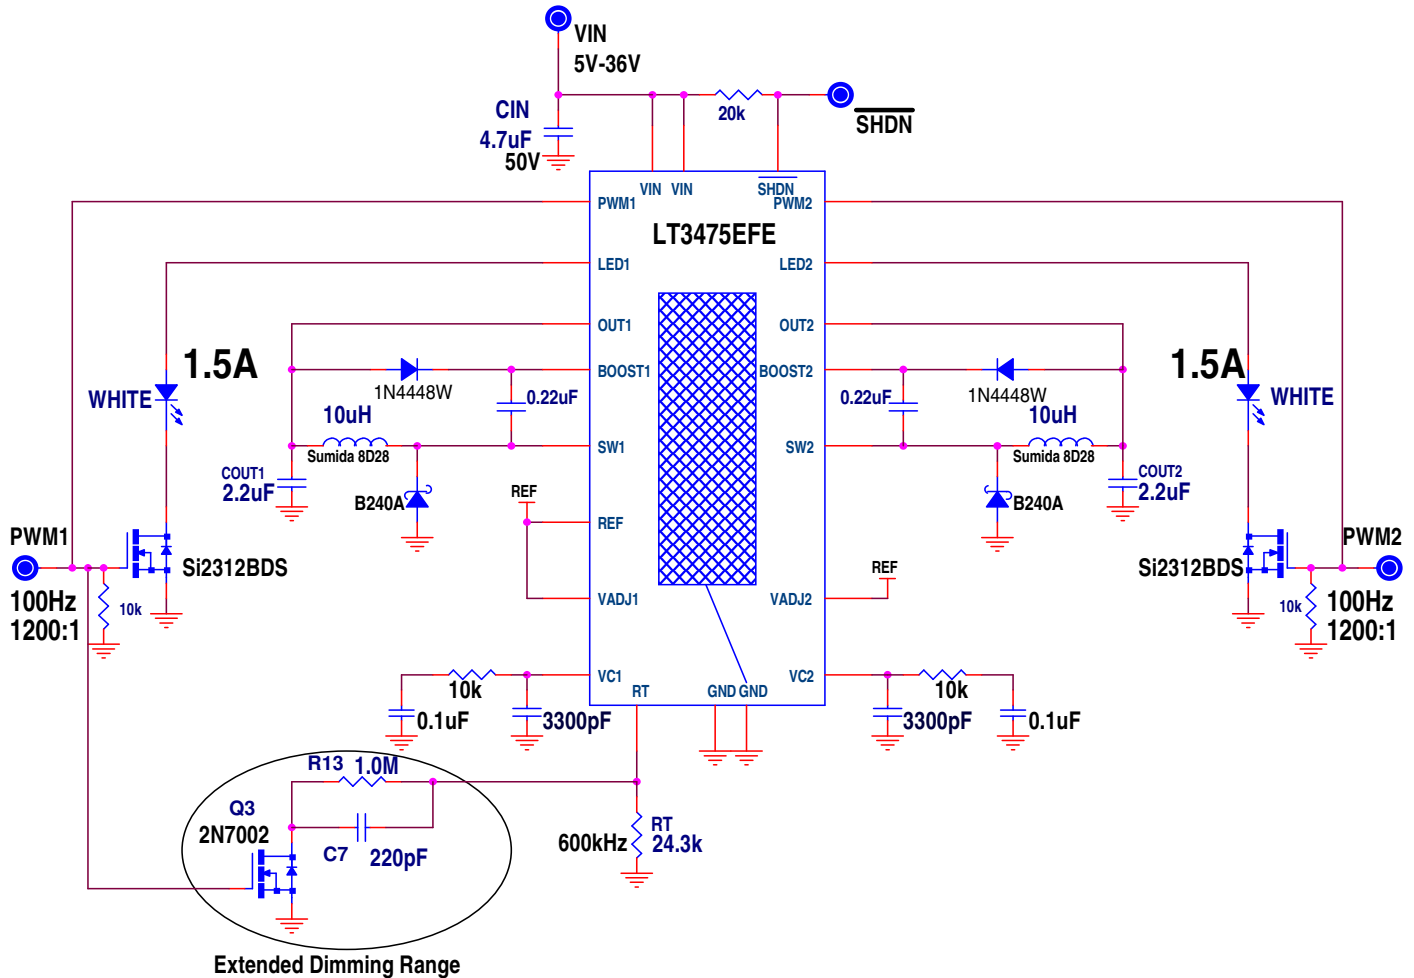 VIN
5V-36V
CIN
4.7uF
50V
20k
SHDN
VIN VIN SHDN
PWM1 PWM2
LT3475EFE
LED1 LED2
OUT1 OUT2
1.5A 1.5A
BOOST1 BOOST2
1N4448W 1N4448W
WHITE WHITE
0.22uF 0.22uF
10uH 10uH
SW1 SW2
Sumida 8D28 Sumida 8D28
COUT1 COUT2
2.2uF 2.2uF
B240A B240A
REF
REF
PWM1 PWM2
Si2312BDS Si2312BDS
REF
VADJ1 VADJ2
100Hz 100Hz
10k 10k
1200:1 1200:1
VC1 VC2
10k 10k
RT GND GND
0.1uF 3300pF 3300pF 0.1uF
R13 1.0M
Q3
2N7002
C7 220pF
RT
600kHz 24.3k
Extended Dimming Range